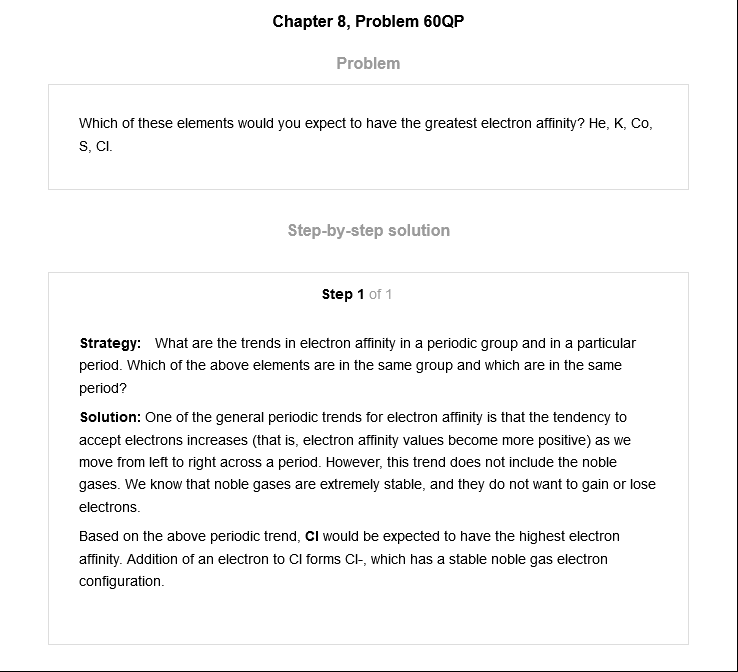 Chapter 8, Problem 60QP
Problem
Which of these elements would you expect to have the greatest electron affinity? He, K, Co,
S, Cl.
Step-by-step solution
Step 1 of 1
Strategy: What are the trends in electron affinity in a periodic group and in a particular
period. Which of the above elements are in the same group and which are in the same
period?
Solution: One of the general periodic trends for electron affinity is that the tendency to
accept electrons increases (that is, electron affinity values become more positive) as we
move from left to right across a period. However, this trend does not include the noble
gases. We know that noble gases are extremely stable, and they do not want to gain or lose
electrons.
Based on the above periodic trend, Cl would be expected to have the highest electron
affinity. Addition of an electron to Cl forms Cl-, which has a stable noble gas electron
configuration.